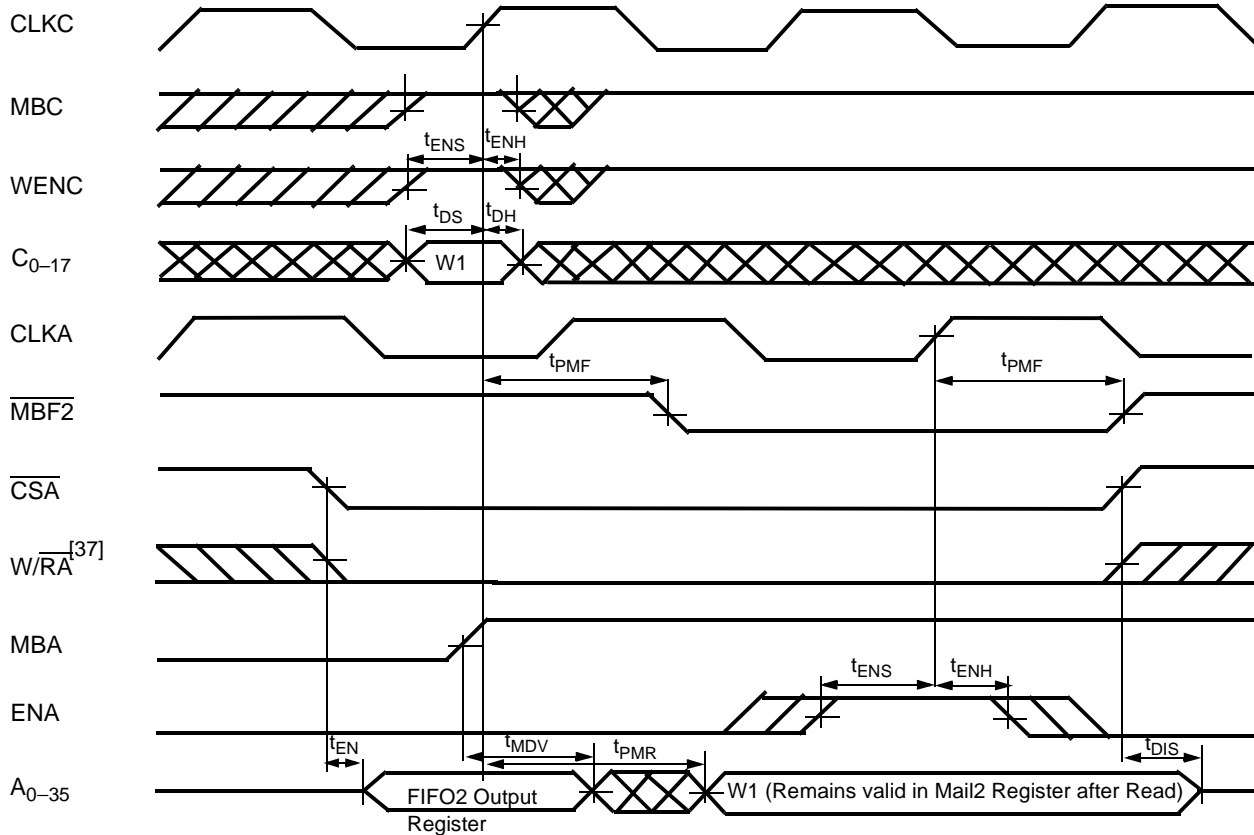 CLKC
MBC
tENS tENH
WENC
tDS tDH
C0–17 W1
CLKA
tPMF tPMF
MBF2
CSA
W/RA[37]
MBA
tENS tENH
ENA
tEN tMDV tPMR tDIS
A0–35 FIFO2 Output Register W1 (Remains valid in Mail2 Register after Read)